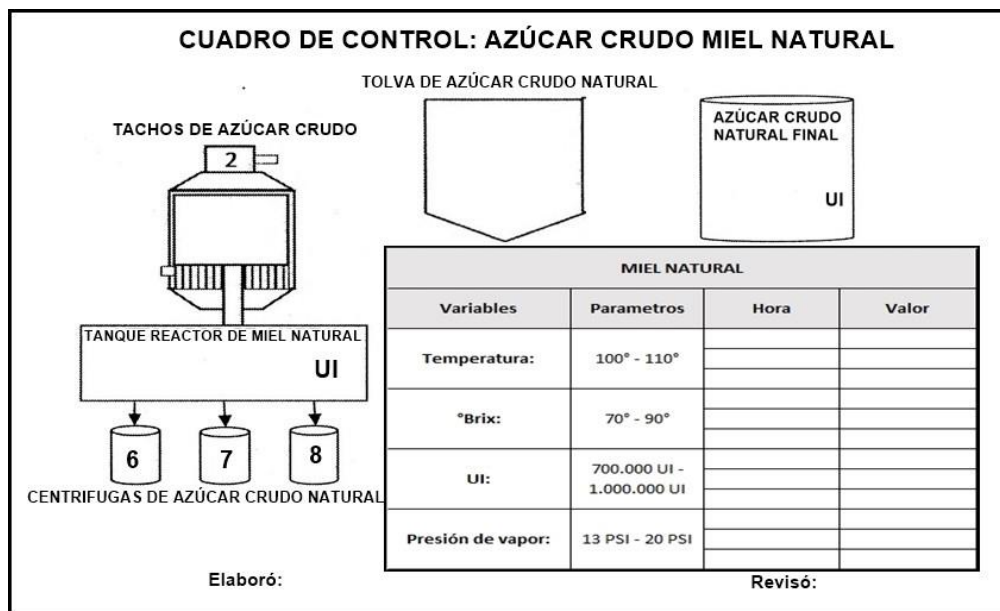 CUADRO DE CONTROL: AZÚCAR CRUDO MIEL NATURAL
TOLVA DE AZÚCAR CRUDO NATURAL
TACHOS DE AZÚCAR CRUDO
2
AZÚCAR CRUDO
NATURAL FINAL
UI
TANQUE REACTOR DE MIEL NATURAL
UI
6 7 8
CENTRIFUGAS DE AZÚCAR CRUDO NATURAL
MIEL NATURAL
Variables Parametros Hora Valor
Temperatura: 100° - 110°
°Brix: 70° - 90°
UI: 700.000 UI -
1.000.000 UI
Presión de vapor: 13 PSI - 20 PSI
Elaboró: Revisó: